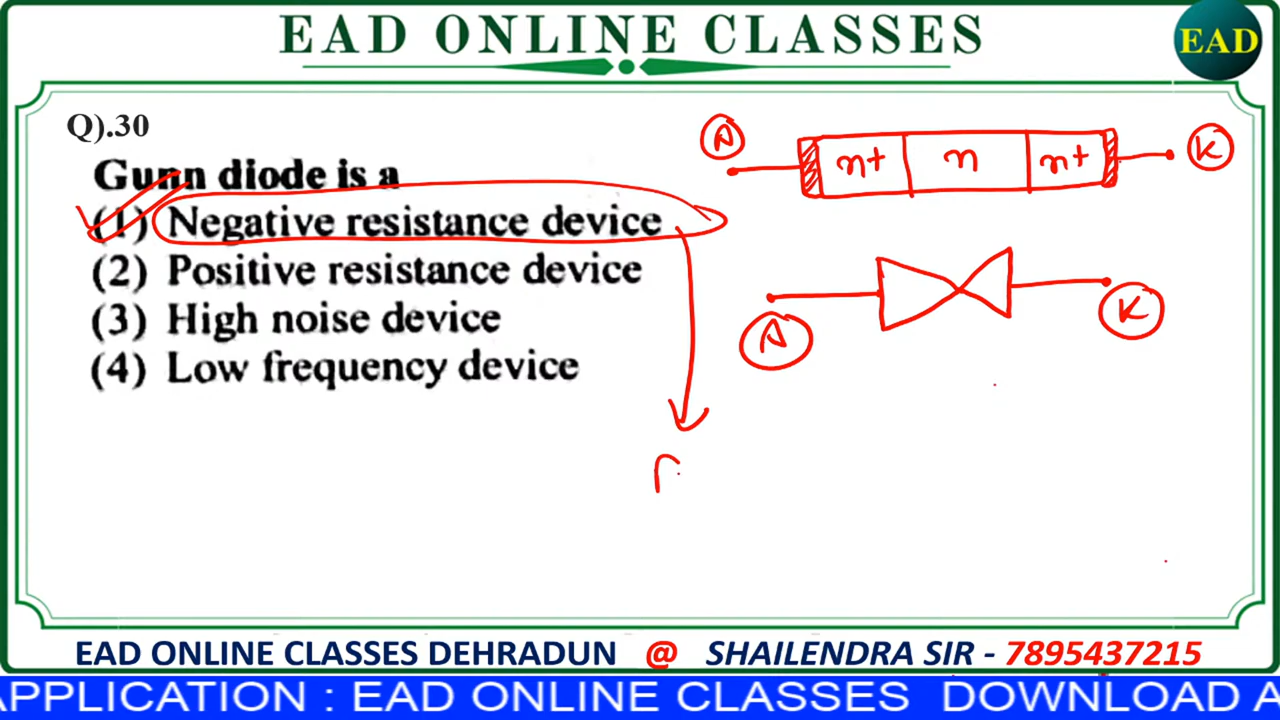 EAD ONLINE CLASSES
EAD
Q).30
Gunn diode is a
(1) Negative resistance device
(2) Positive resistance device
(3) High noise device
(4) Low frequency device
A n+ n n+ K
A K
EAD ONLINE CLASSES DEHRADUN @ SHAILENDRA SIR - 7895437215
APPLICATION : EAD ONLINE CLASSES DOWNLOAD A